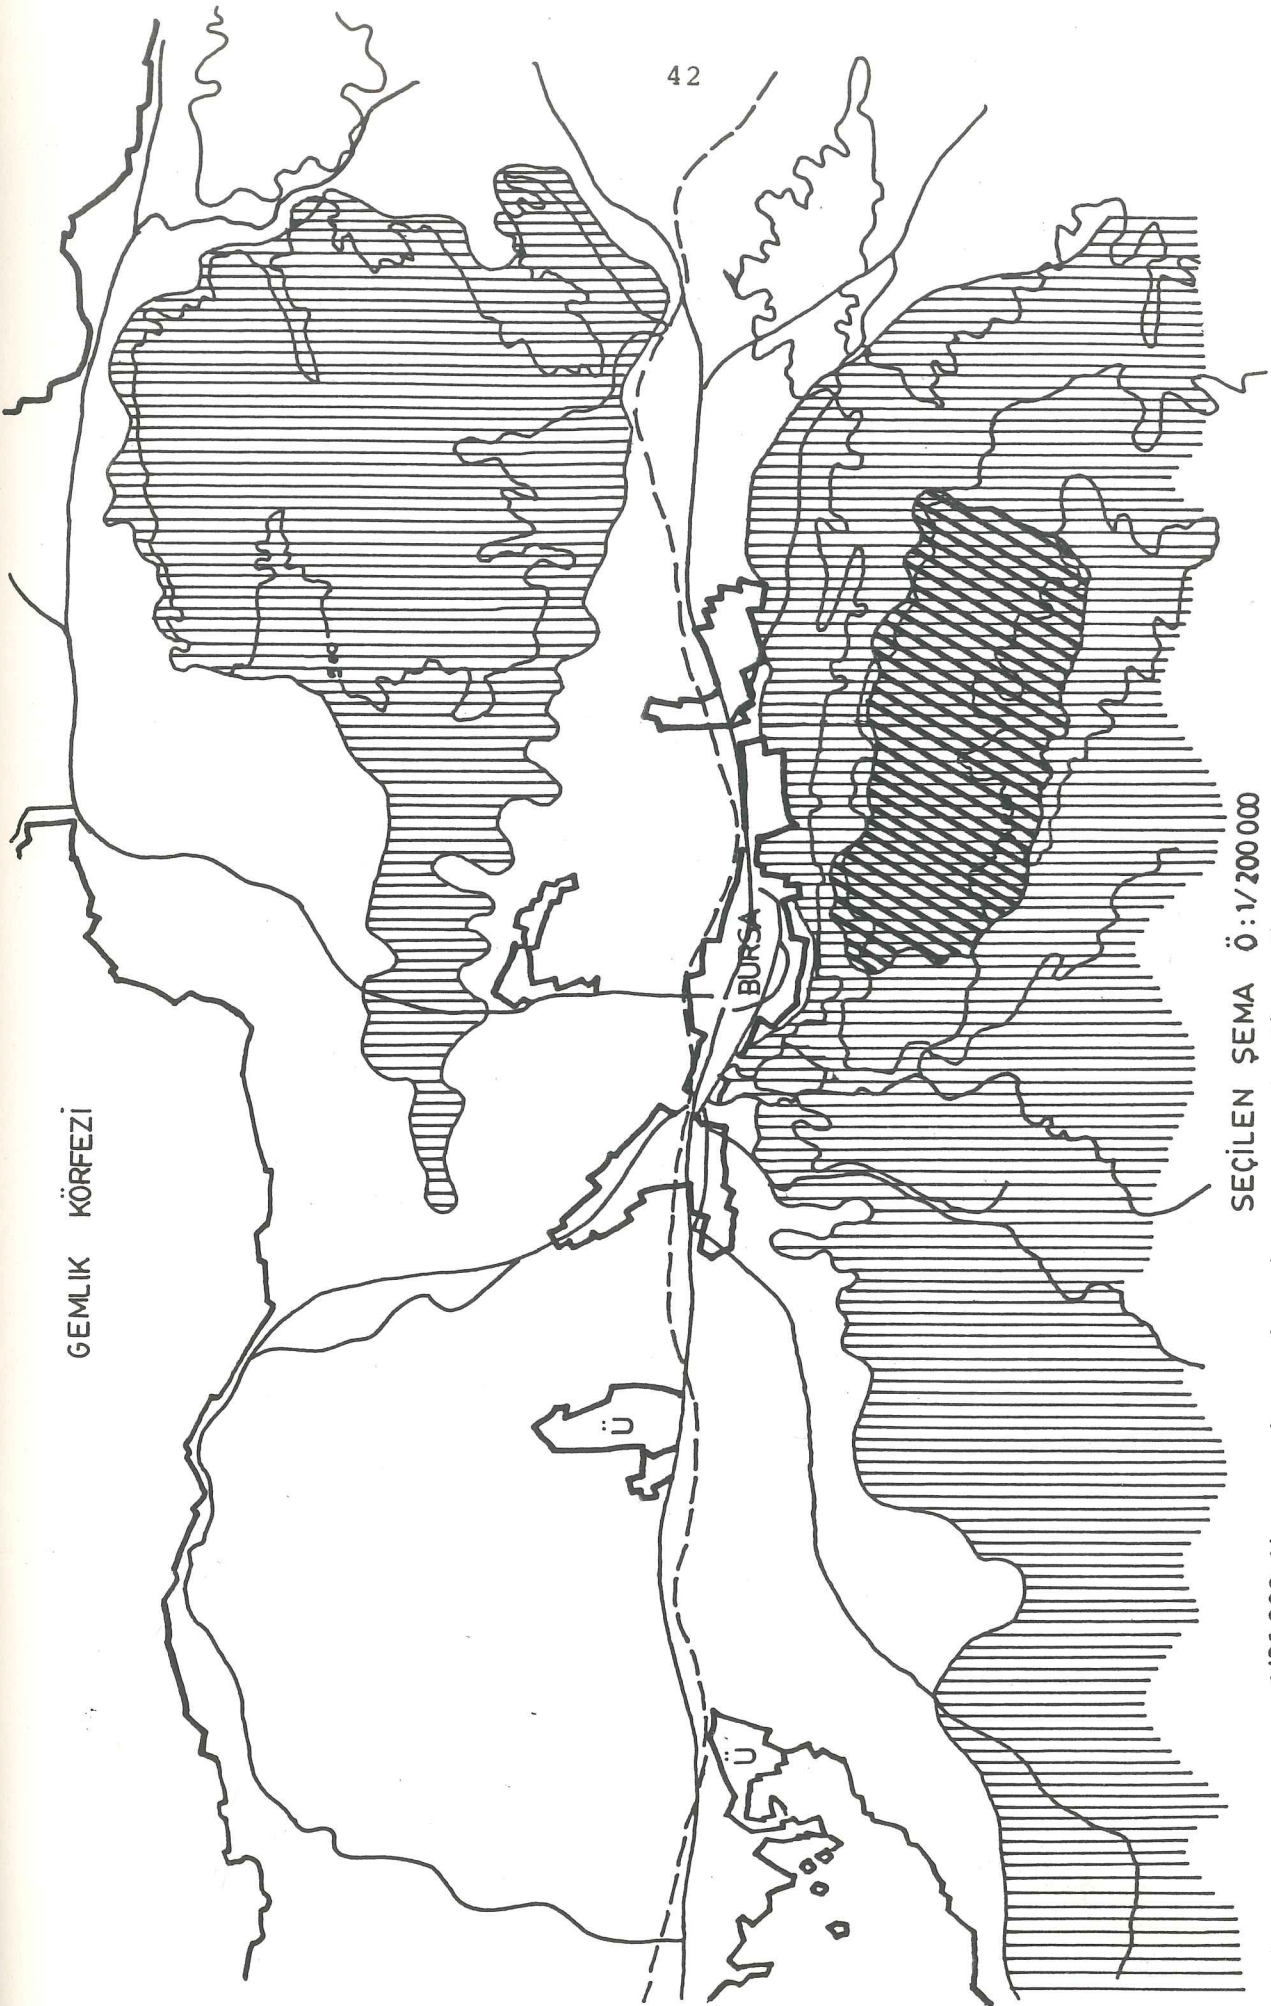 42
GEMLIK KÖRFEZİ
BURSA
Ü
Ü
SEÇİLEN ŞEMA Ö:1/200000